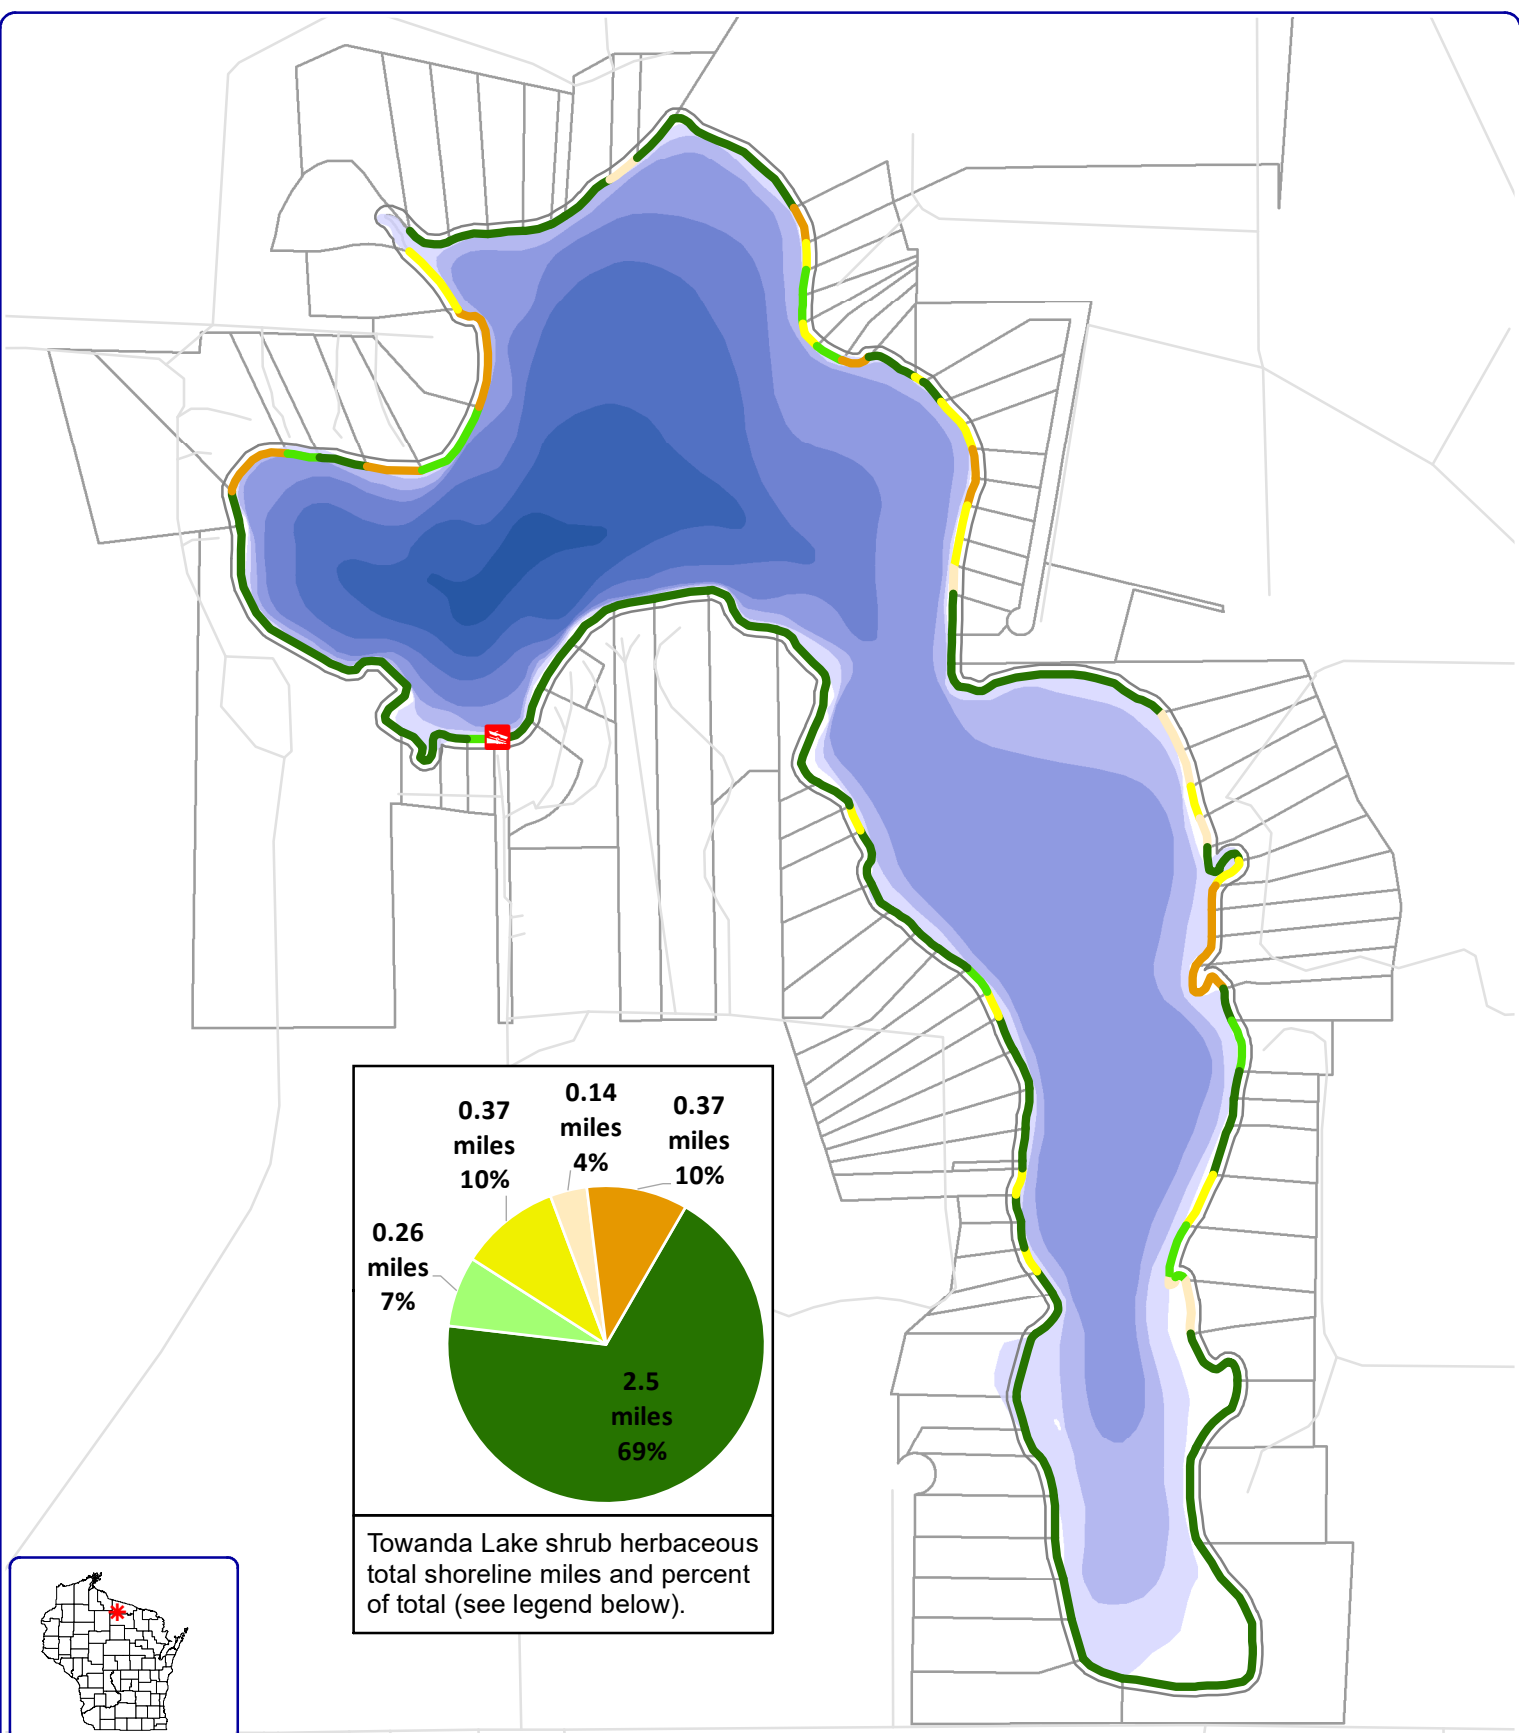 0.37
miles
10%
0.14
miles
4%
0.37
miles
10%
0.26
miles
7%
2.5
miles
69%
Towanda Lake shrub herbaceous
total shoreline miles and percent
of total (see legend below).